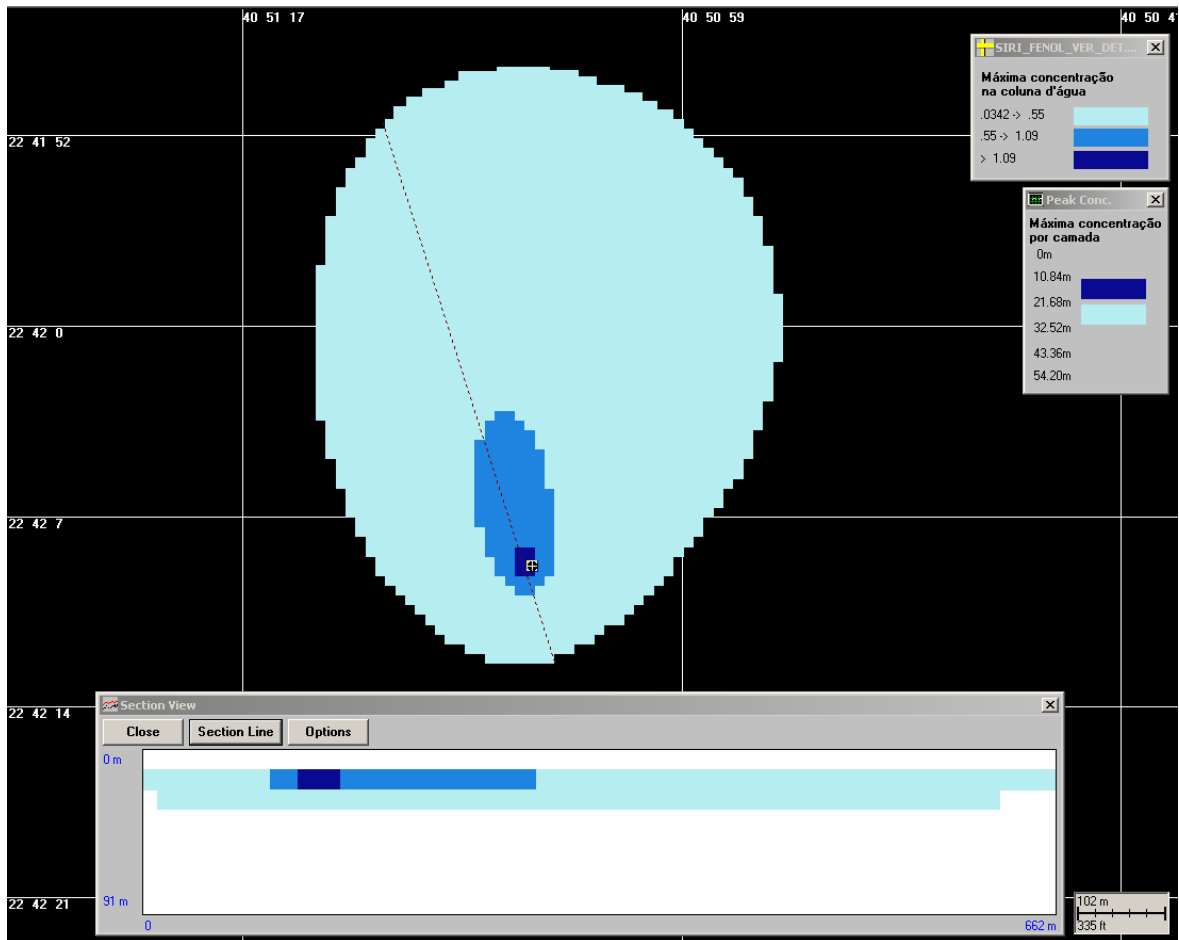 40 51 17
40 50 59
40 50 41
SIRI_FENOL_VER_DET....
Máxima concentração
na coluna d'água
.0342 -> .55
.55 -> 1.09
> 1.09
22 41 52
Peak Conc.
Máxima concentração
por camada
0m
10.84m
21.68m
32.52m
43.36m
54.20m
22 42 0
22 42 7
22 42 14
Section View
Close
Section Line
Options
0 m
91 m
0
662 m
22 42 21
102 m
335 ft